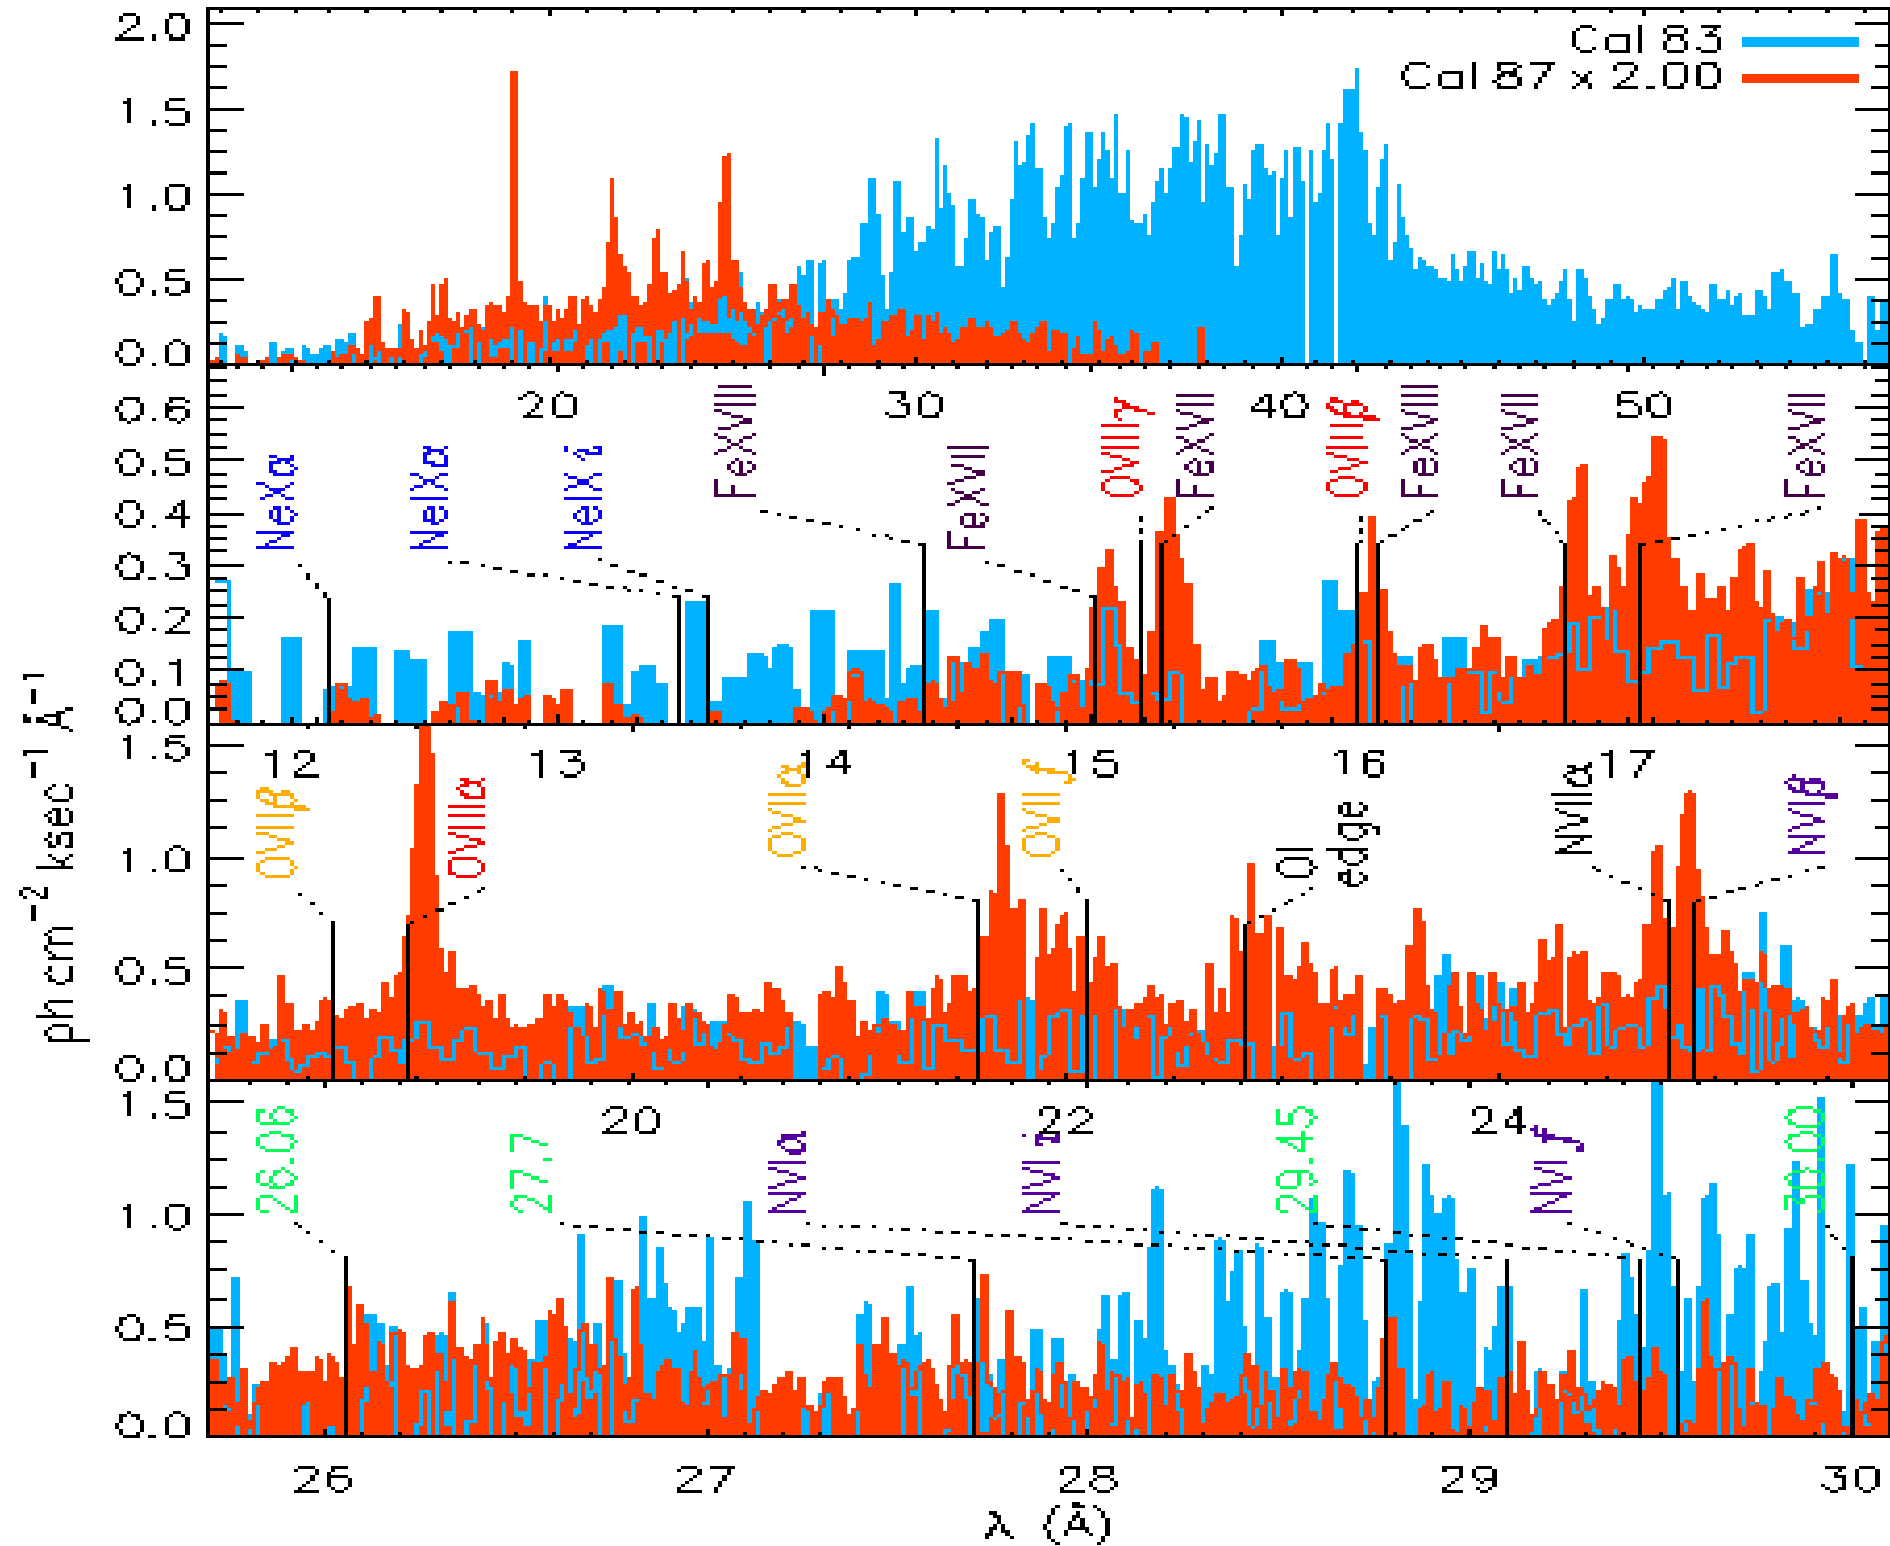 2.0
1.5
1.0
0.5
0.0
Cal 83
Cal 87 x 2.00
20
30
40
50
0.6
0.5
0.4
0.3
0.2
0.1
0.0
NeXα
NeIXα
NeIX i
FeXVIII
FeXVII
OVIIIγ
FeXVII
OVIIIβ
FeXVIII
FeXVII
FeXVII
12
13
14
15
16
17
1.5
1.0
0.5
0.0
OVIIβ
OVIIIα
OVIIα
OVII f
OI
edge
NVIIα
NVIβ
20
22
24
1.5
1.0
0.5
0.0
26.06
27.7
NVIα
NVI i
29.45
NVI f
30.00
26
27
28
29
30
λ (Å)
ph cm⁻² ksec⁻¹ Å⁻¹